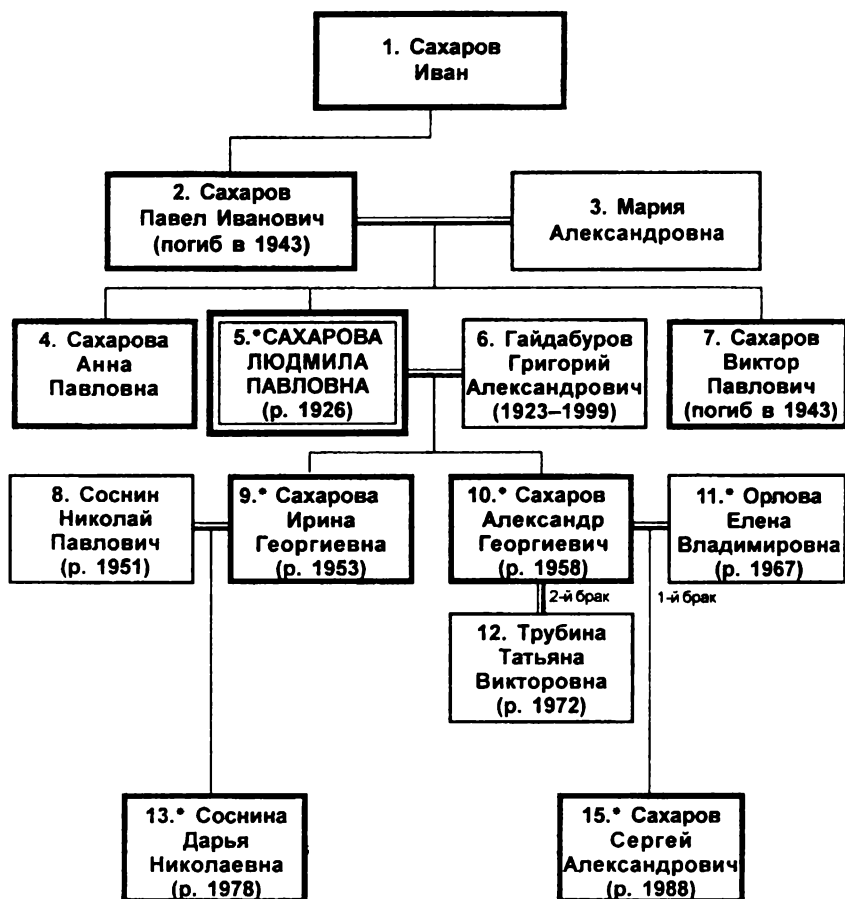 1. Сахаров
Иван
2. Сахаров
Павел Иванович
(погиб в 1943)
3. Мария
Александровна
4. Сахарова
Анна
Павловна
5.*САХАРОВА
ЛЮДМИЛА
ПАВЛОВНА
(р. 1926)
6. Гайдабуров
Григорий
Александрович
(1923–1999)
7. Сахаров
Виктор
Павлович
(погиб в 1943)
8. Соснин
Николай
Павлович
(р. 1951)
9.* Сахарова
Ирина
Георгиевна
(р. 1953)
10.* Сахаров
Александр
Георгиевич
(р. 1958)
11.* Орлова
Елена
Владимировна
(р. 1967)
2-й брак
1-й брак
12. Трубина
Татьяна
Викторовна
(р. 1972)
13.* Соснина
Дарья
Николаевна
(р. 1978)
15.* Сахаров
Сергей
Александрович
(р. 1988)